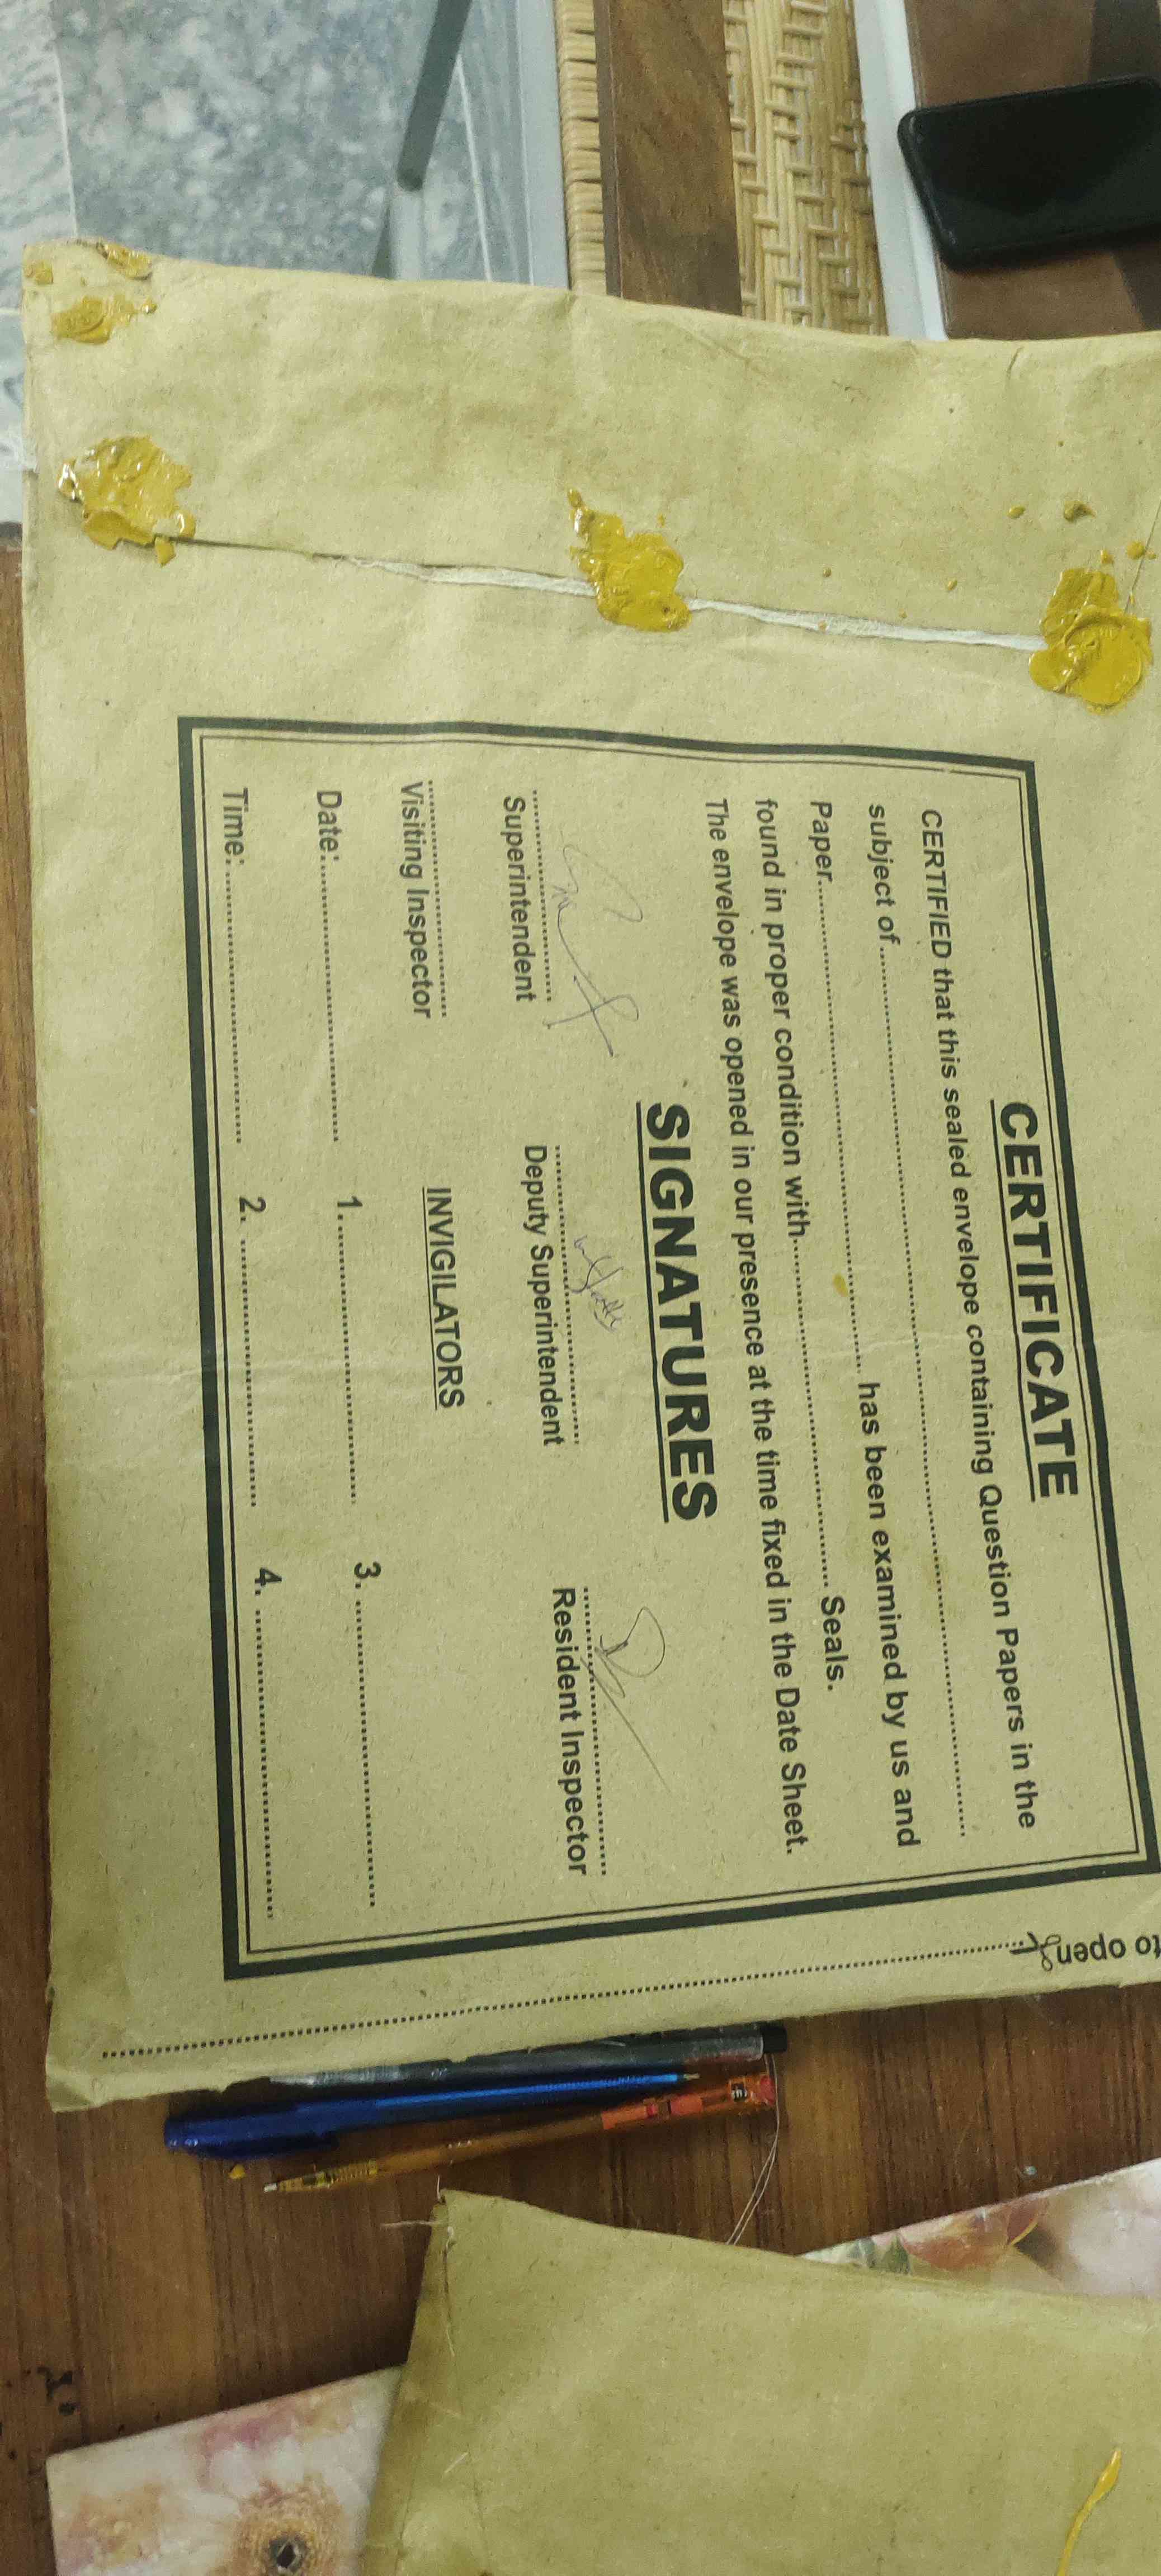 CERTIFICATE
CERTIFIED that this sealed envelope containing Question Papers in the
subject of........................................................
Paper........................................ has been examined by us and
found in proper condition with........................................ Seals.
The envelope was opened in our presence at the time fixed in the Date Sheet.
SIGNATURES
Superintendent Deputy Superintendent Resident Inspector
Visiting Inspector INVIGILATORS
Date:........................ 1......................... 3.........................
Time:........................ 2. ......................... 4. .........................
to open